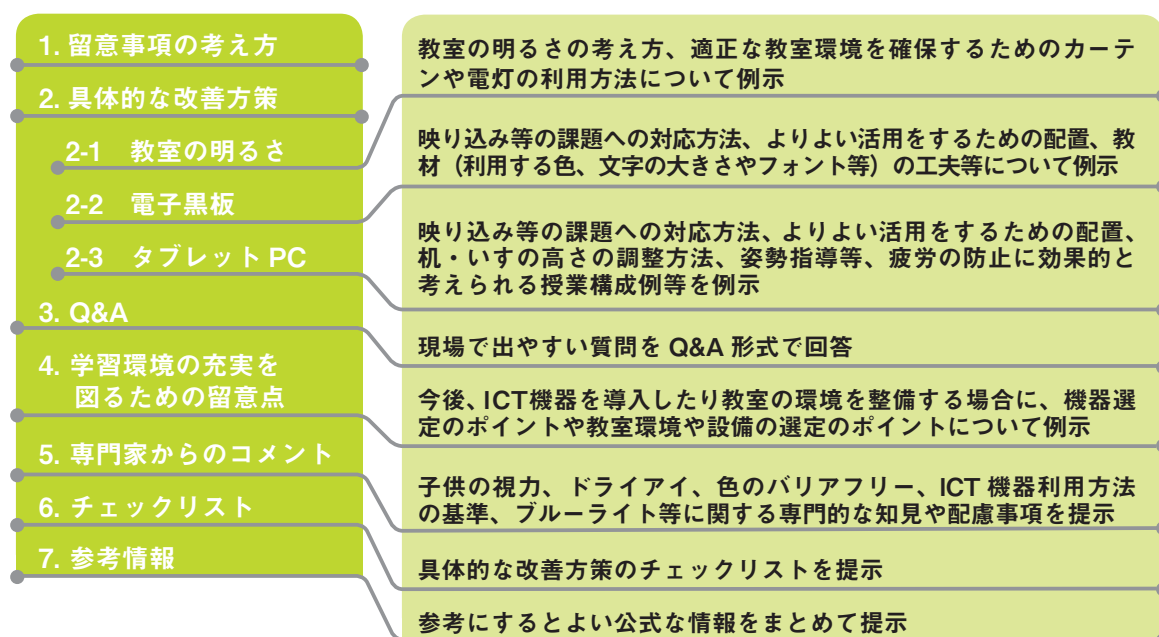 1. 留意事項の考え方
2. 具体的な改善方策
2-1 教室の明るさ
2-2 電子黒板
2-3 タブレット PC
3. Q&A
4. 学習環境の充実を
図るための留意点
5. 専門家からのコメント
6. チェックリスト
7. 参考情報
教室の明るさの考え方、適正な教室環境を確保するためのカーテ
ンや電灯の利用方法について例示
映り込み等の課題への対応方法、よりよい活用をするための配置、教
材（利用する色、文字の大きさやフォント等）の工夫等について例示
映り込み等の課題への対応方法、よりよい活用をするための配置、
机・いすの高さの調整方法、姿勢指導等、疲労の防止に効果的と
考えられる授業構成例等を例示
現場で出やすい質問を Q&A 形式で回答
今後、ICT機器を導入したり教室の環境を整備する場合に、機器選
定のポイントや教室環境や設備の選定のポイントについて例示
子供の視力、ドライアイ、色のバリアフリー、ICT 機器利用方法
の基準、ブルーライト等に関する専門的な知見や配慮事項を提示
具体的な改善方策のチェックリストを提示
参考にするとよい公式な情報をまとめて提示